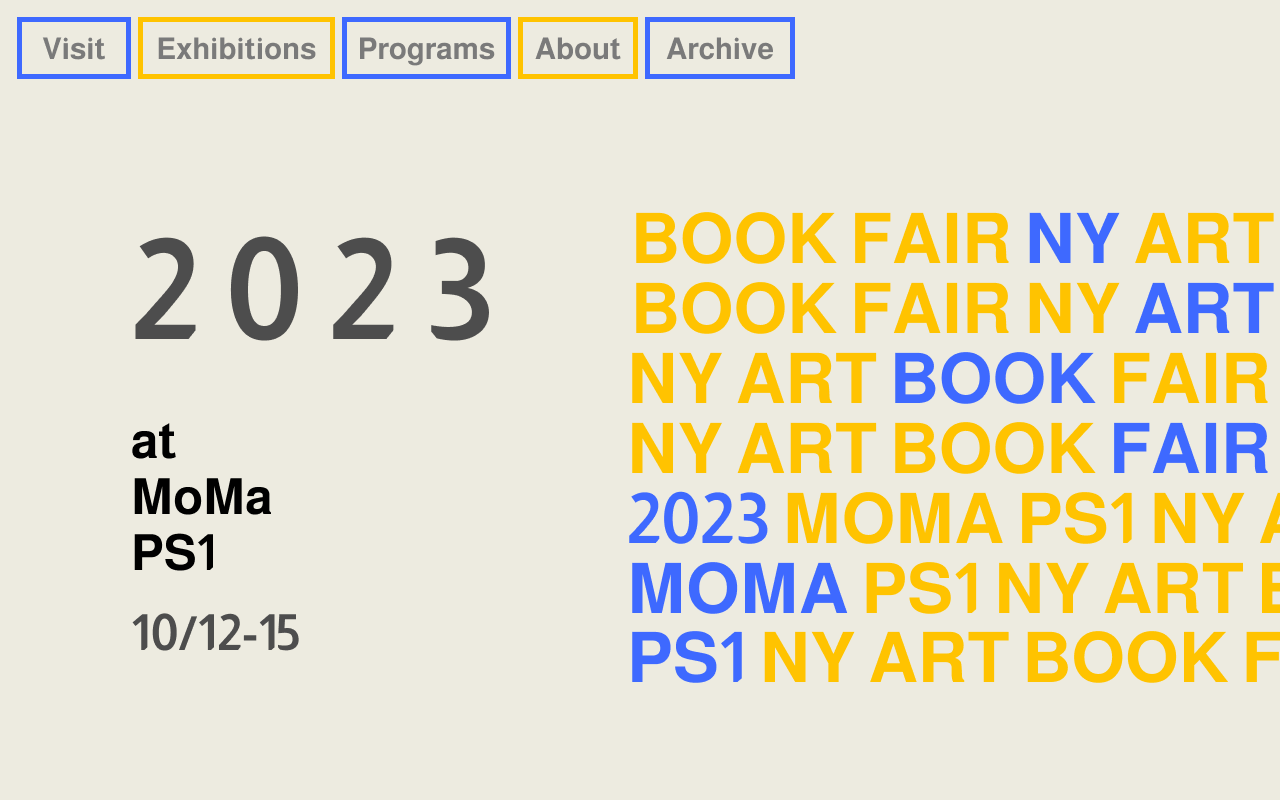 Visit Exhibitions Programs About Archive
2023
at
MoMa
PS1
10/12-15
BOOK FAIR NY ART
BOOK FAIR NY ART
NY ART BOOK FAIR
NY ART BOOK FAIR
2023 MOMA PS1 NY
MOMA PS1 NY ART
PS1 NY ART BOOK